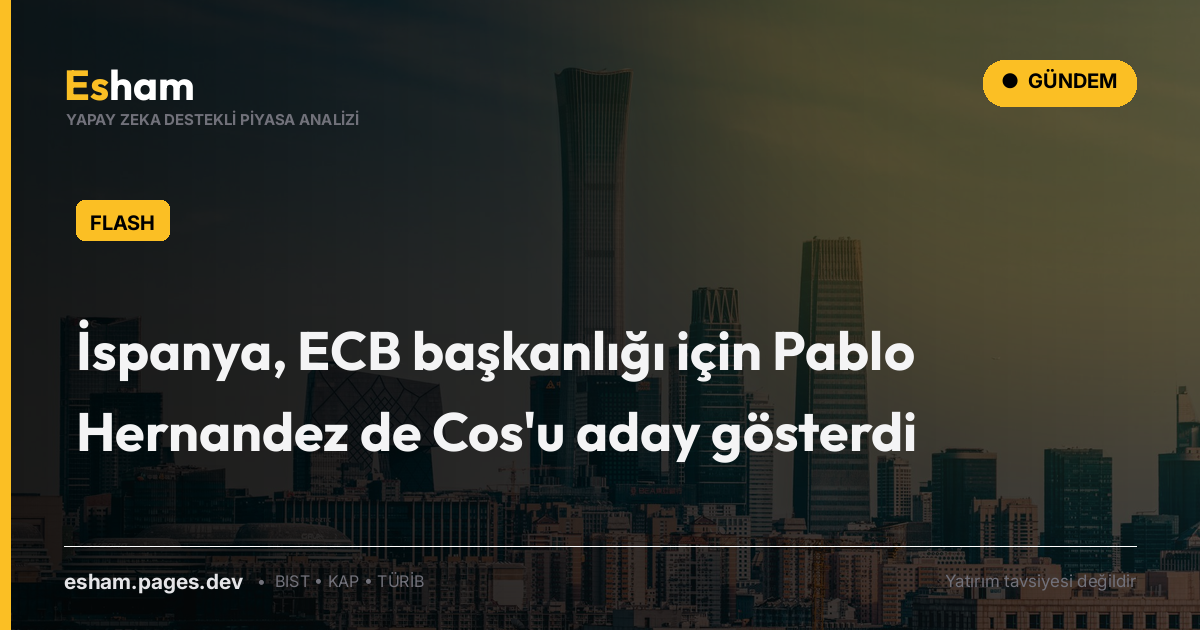 Esham
YAPAY ZEKA DESTEKLİ PİYASA ANALİZİ
● GÜNDEM
FLASH
İspanya, ECB başkanlığı için Pablo
Hernandez de Cos'u aday gösterdi
esham.pages.dev • BIST • KAP • TÜRİB
Yatırım tavsiyesi değildir